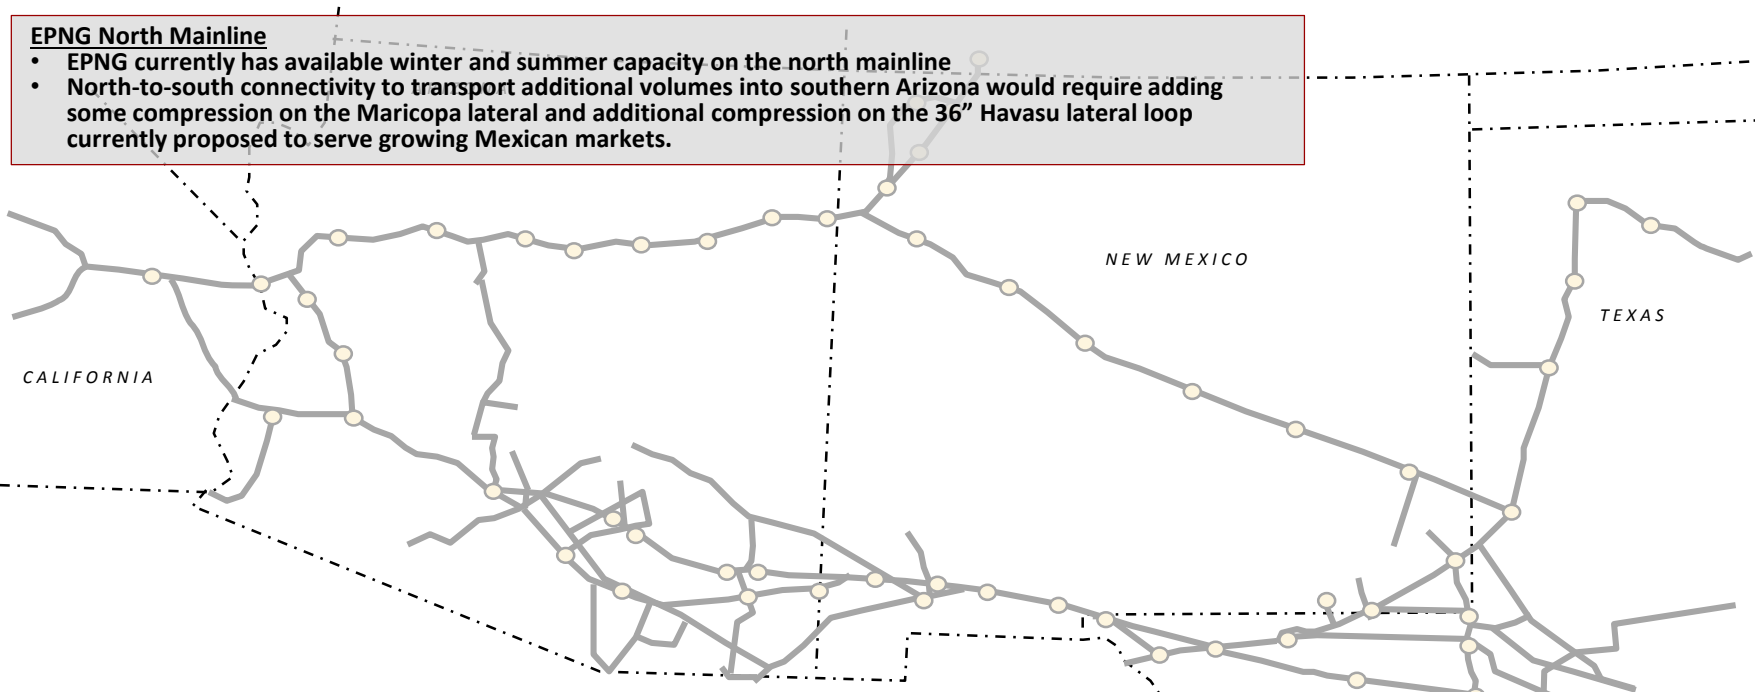 EPNG North Mainline
• EPNG currently has available winter and summer capacity on the north mainline
• North-to-south connectivity to transport additional volumes into southern Arizona would require adding
some compression on the Maricopa lateral and additional compression on the 36” Havasu lateral loop
currently proposed to serve growing Mexican markets.
NEW MEXICO
TEXAS
CALIFORNIA